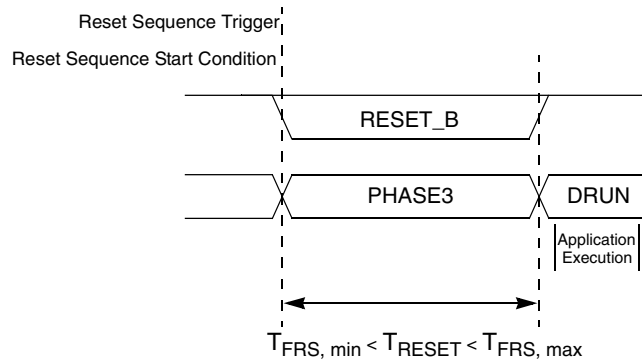 Reset Sequence Trigger
Reset Sequence Start Condition
RESET_B
PHASE3
DRUN
Application
Execution
TFRS, min < TRESET < TFRS, max